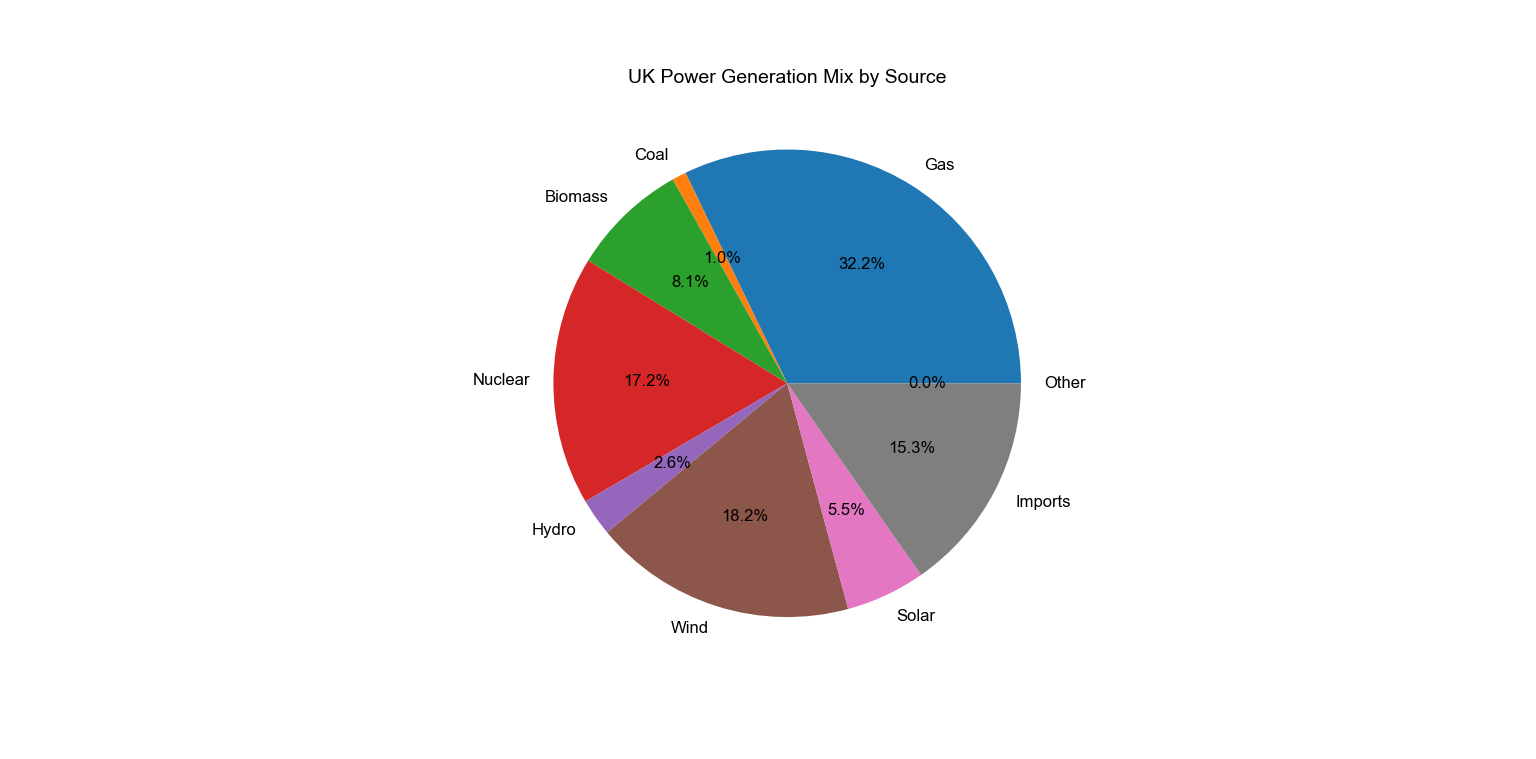 UK Power Generation Mix by Source
Coal
Gas
Biomass
1.0%
32.2%
8.1%
Nuclear
17.2%
0.0%
Other
15.3%
2.6%
Imports
5.5%
18.2%
Hydro
Solar
Wind